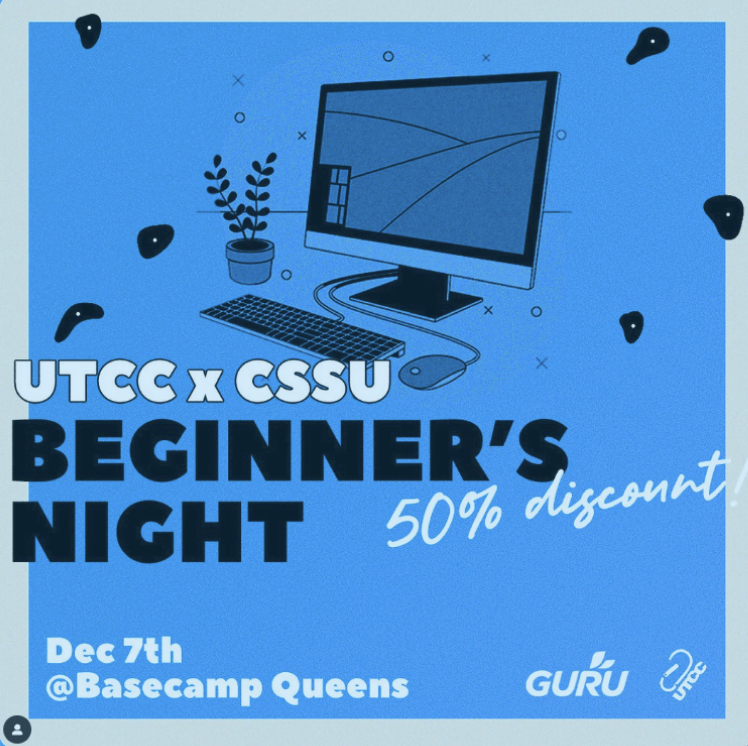 UTCC x CSSU
BEGINNER'S
NIGHT
50% discount!
Dec 7th
@Basecamp Queens
GURU
UTCC